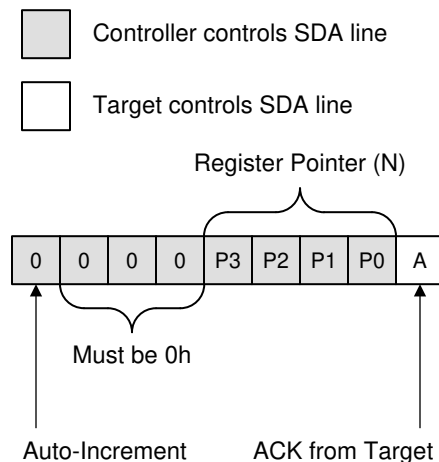 Controller controls SDA line
Target controls SDA line
Register Pointer (N)
0 0 0 0 P3 P2 P1 P0 A
Must be 0h
Auto-Increment ACK from Target